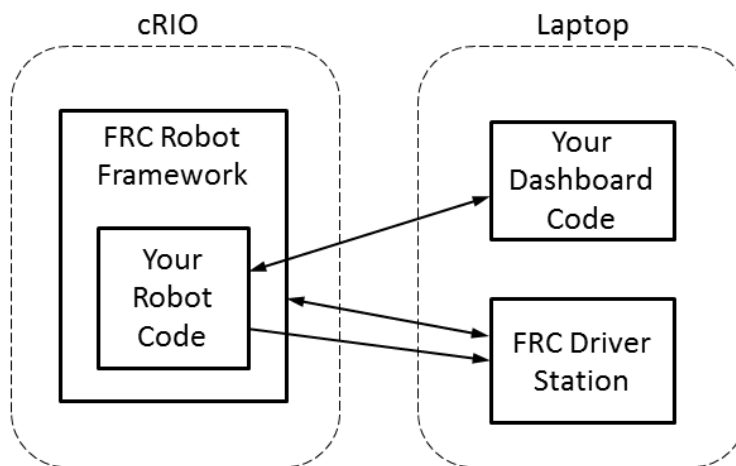 cRIO
Laptop
FRC Robot
Framework
Your
Robot
Code
Your
Dashboard
Code
FRC Driver
Station